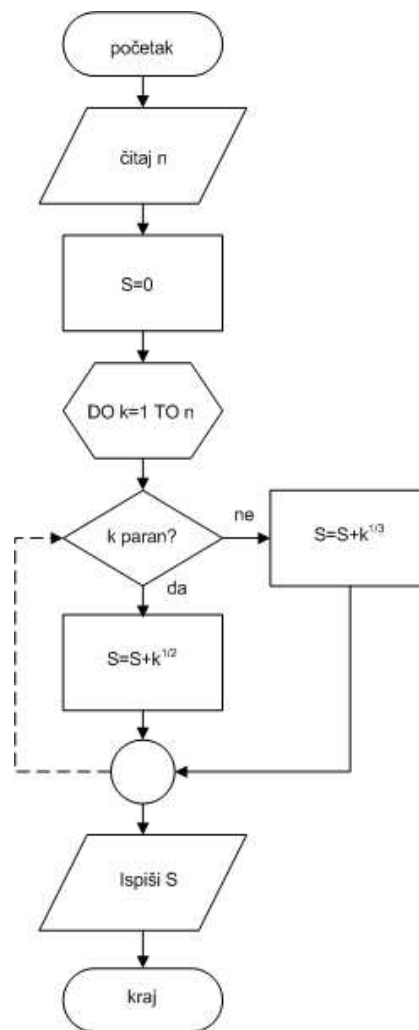 početak
čitaj n
S=0
DO k=1 TO n
k paran?
ne
S=S+k^1/3
da
S=S+k^1/2
Ispiši S
kraj